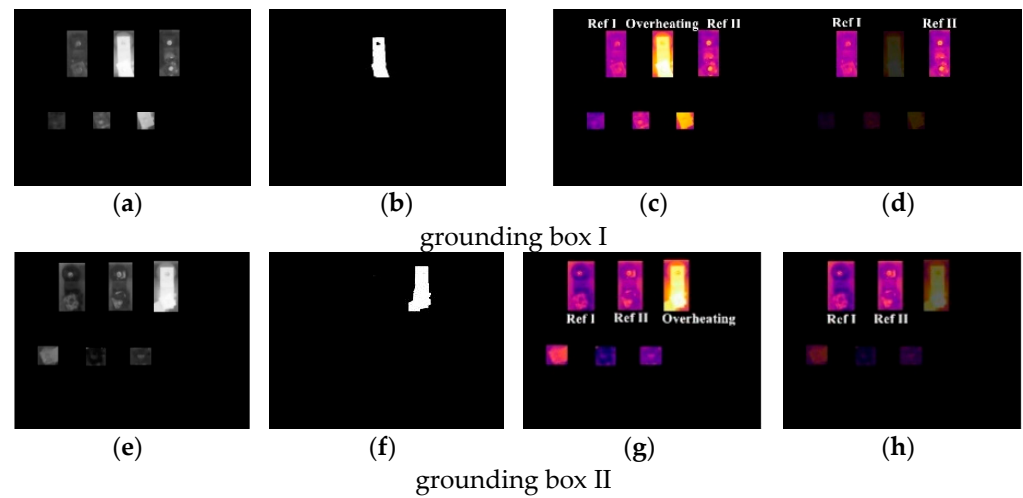 Ref I Overheating Ref II
Ref I Ref II
(a) (b) (c) (d)
grounding box I
Ref I Ref II Overheating
Ref I Ref II
(e) (f) (g) (h)
grounding box II